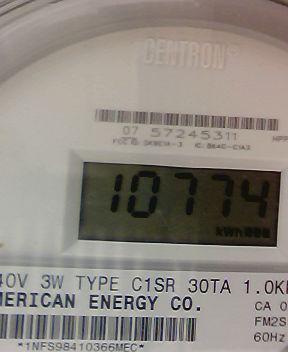 CENTRON®
07 57245311
10774
kWh
40V 3W TYPE C1SR 30TA 1.0K
MERICAN ENERGY CO.
CA 0
FM2S
60Hz
*1NFS98410366MEC*